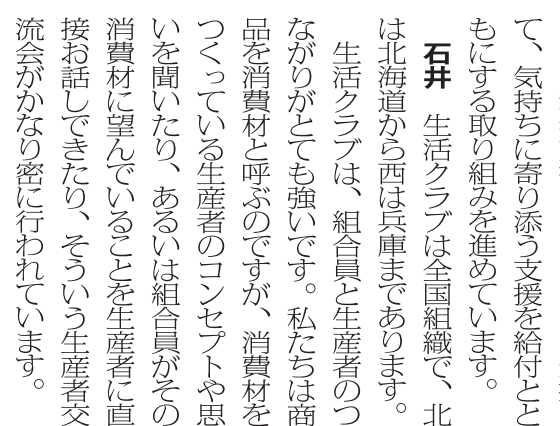 て、気持ちに寄り添う支援を給付とと
もにする取り組みを進めています。
石井　生活クラブは全国組織で、北
は北海道から西は兵庫まであります。
生活クラブは、組合員と生産者のつ
ながりがとても強いです。私たちは商
品を消費材と呼ぶのですが、消費材を
つくっている生産者のコンセプトや思
いを聞いたり、あるいは組合員がその
消費材に望んでいることを生産者に直
接お話しできたり、そういう生産者交
流会がかなり密に行われています。